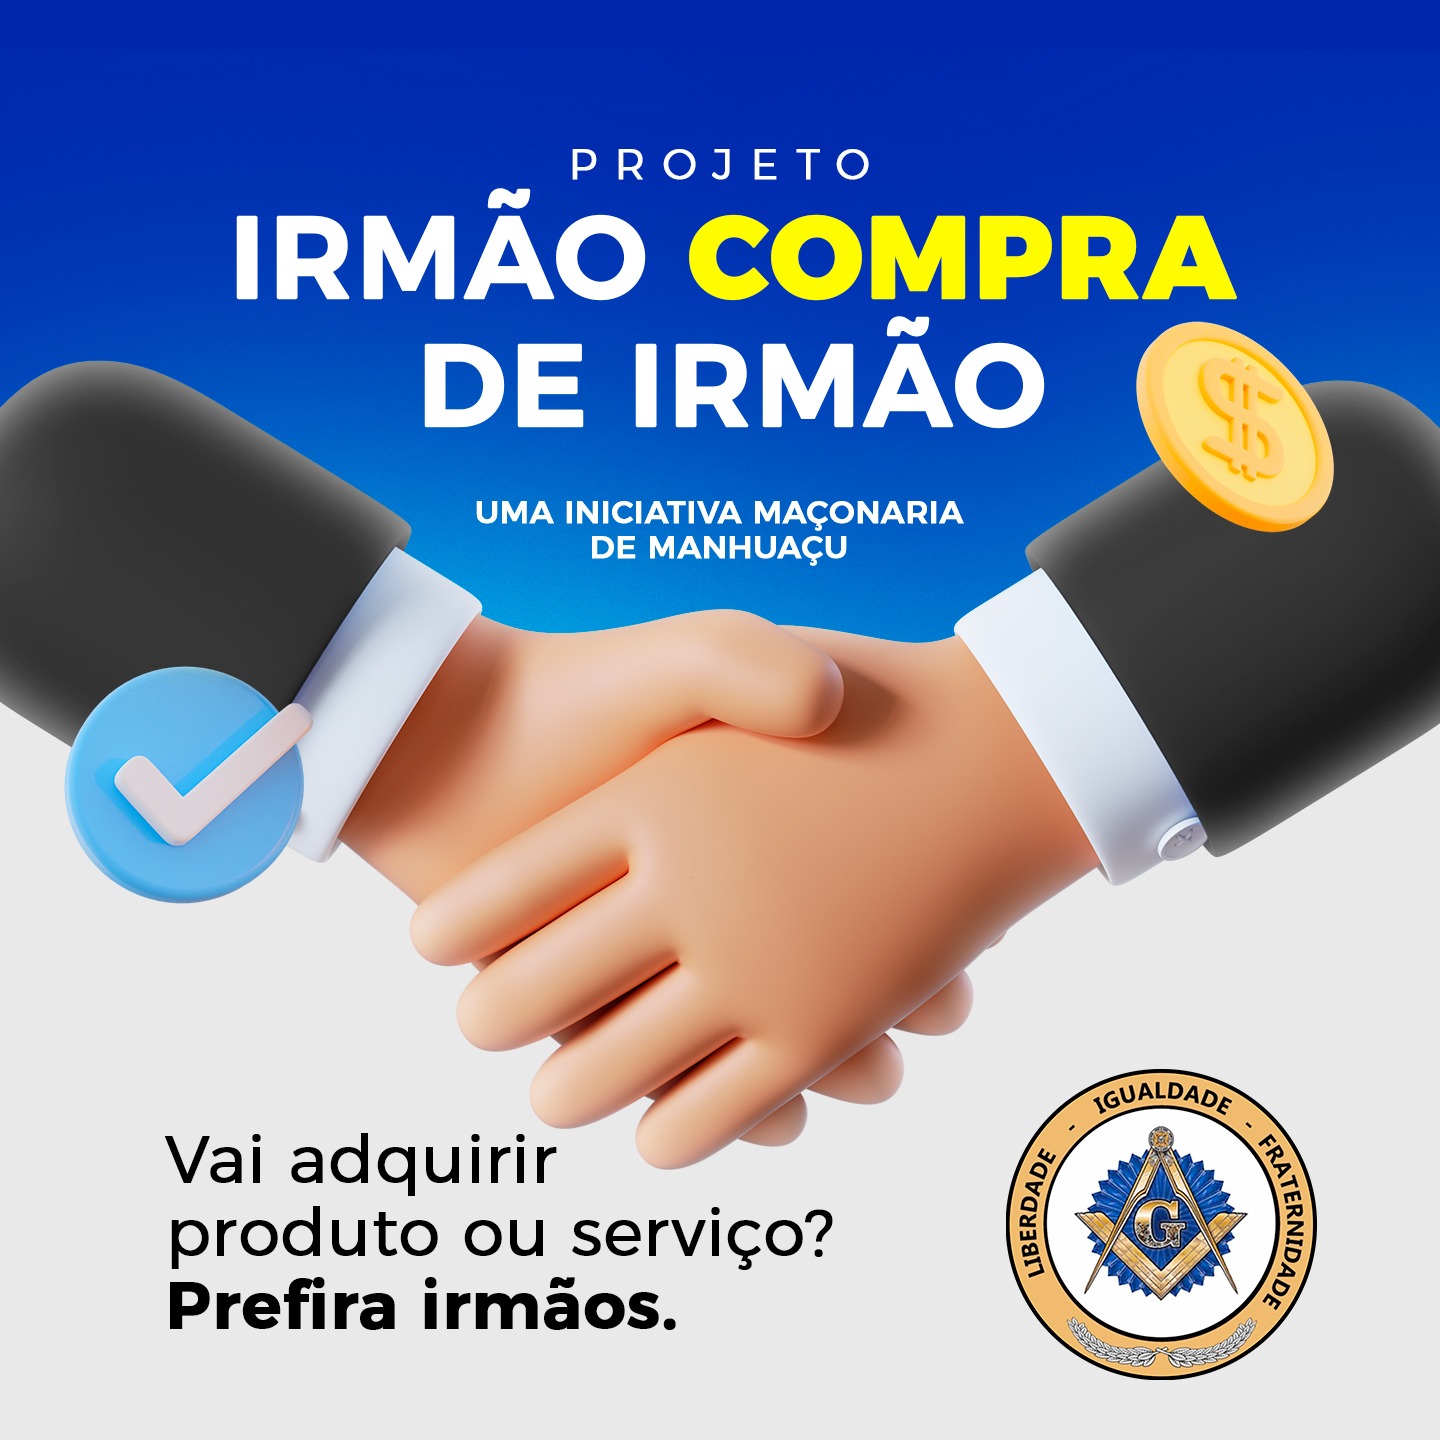 PROJETO
IRMÃO COMPRA
DE IRMÃO
UMA INICIATIVA MAÇONARIA
DE MANHUAÇU
Vai adquirir
produto ou serviço?
Prefira irmãos.
LIBERDADE - IGUALDADE - FRATERNIDADE
G